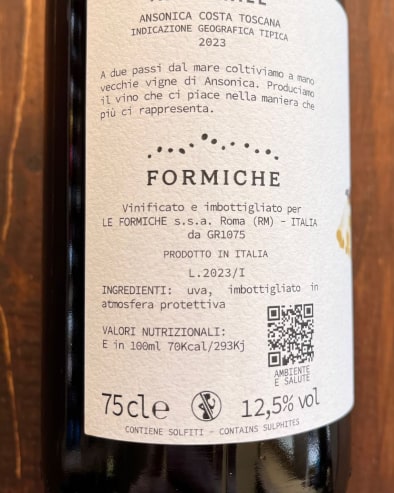 ANSONICA COSTA TOSCANA
INDICAZIONE GEOGRAFICA TIPICA
2023
A due passi dal mare coltiviamo a mano
vecchie vigne di Ansonica. Produciamo
il vino che ci piace nella maniera che
più ci rappresenta.
FORMICHE
Vinificato e imbottigliato per
LE FORMICHE s.s.a. Roma (RM) - ITALIA
da GR1075
PRODOTTO IN ITALIA
L.2023/I
INGREDIENTI: uva, imbottigliato in
atmosfera protettiva
VALORI NUTRIZIONALI:
E in 100ml 70Kcal/293Kj
AMBIENTE
E SALUTE
75cl e 12,5% vol
CONTIENE SOLFITI - CONTAINS SULPHITES